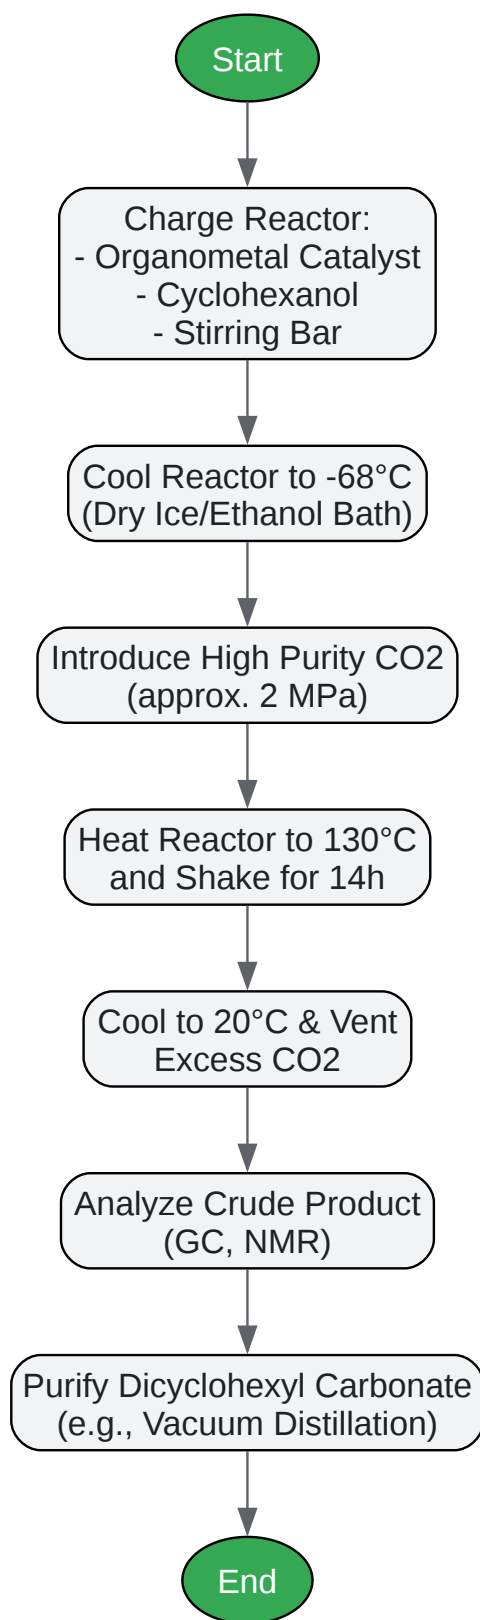 Start
Charge Reactor:
- Organometal Catalyst
- Cyclohexanol
- Stirring Bar
Cool Reactor to -68°C
(Dry Ice/Ethanol Bath)
Introduce High Purity CO2
(approx. 2 MPa)
Heat Reactor to 130°C
and Shake for 14h
Cool to 20°C & Vent
Excess CO2
Analyze Crude Product
(GC, NMR)
Purify Dicyclohexyl Carbonate
(e.g., Vacuum Distillation)
End